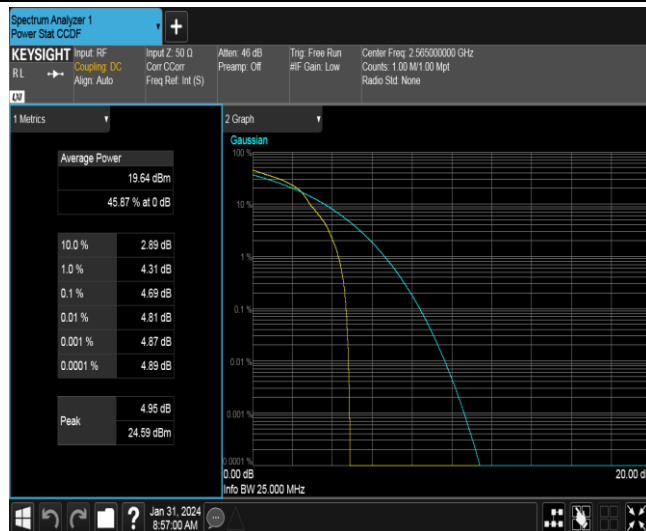 Spectrum Analyzer 1
Power Stat CCDF
+
KEYSIGHT
RL
Input: RF
Coupling: DC
Align: Auto
Input Z: 50 Ω
Corr CCorr
Freq Ref: Int (S)
Atten: 46 dB
Preamp: Off
Trig: Free Run
#IF Gain: Low
Center Freq: 2.565000000 GHz
Counts: 1.00 M/1.00 Mpt
Radio Std: None
1 Metrics
Average Power
19.64 dBm
45.87 % at 0 dB
10.0 % 2.89 dB
1.0 % 4.31 dB
0.1 % 4.69 dB
0.01 % 4.81 dB
0.001 % 4.87 dB
0.0001 % 4.89 dB
Peak
4.95 dB
24.59 dBm
2 Graph
Gaussian
100 %
10 %
1 %
0.1 %
0.01 %
0.001 %
0.0001 %
0.00 dB
20.00 d
Info BW 25.000 MHz
?
Jan 31, 2024
8:57:00 AM